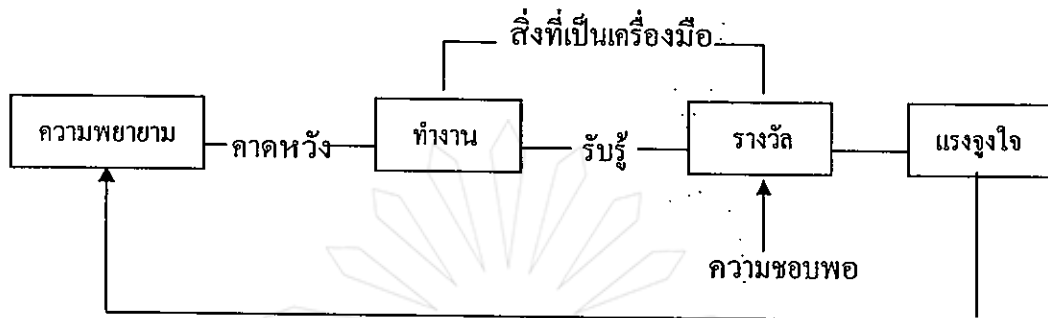 สิ่งที่เป็นเครื่องมือ
ความพยายาม
คาดหวัง
ทำงาน
รับรู้
รางวัล
แรงจูงใจ
ความชอบพอ